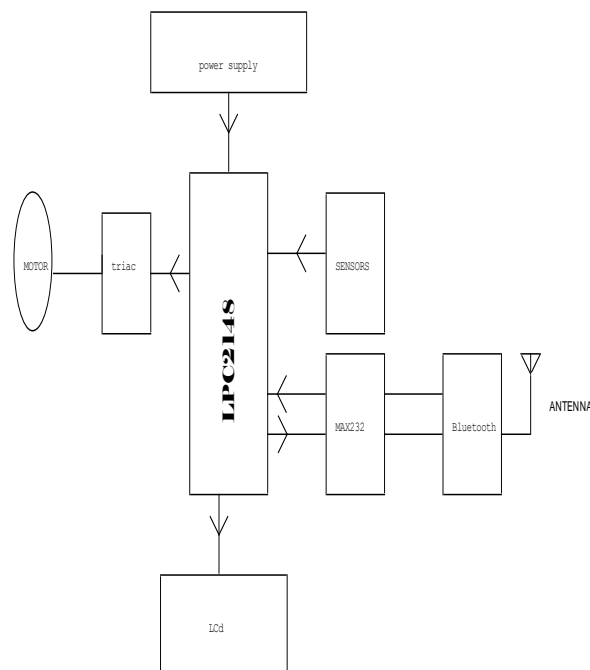 power supply
MOTOR
triac
SENSORS
LPC2148
MAX232
Bluetooth
ANTENNA
LCd